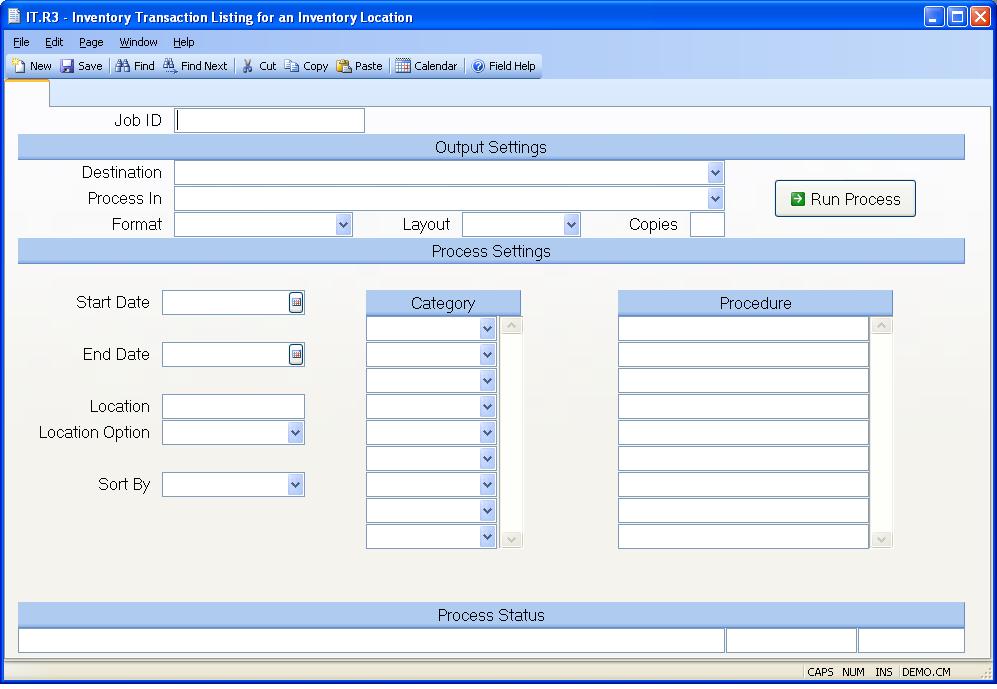 IT.R3 - Inventory Transaction Listing for an Inventory Location
File Edit Page Window Help
New Save Find Find Next Cut Copy Paste Calendar Field Help
Job ID
Output Settings
Destination
Process In
Run Process
Format Layout Copies
Process Settings
Start Date Category Procedure
End Date
Location
Location Option
Sort By
Process Status
CAPS NUM INS DEMO.CM